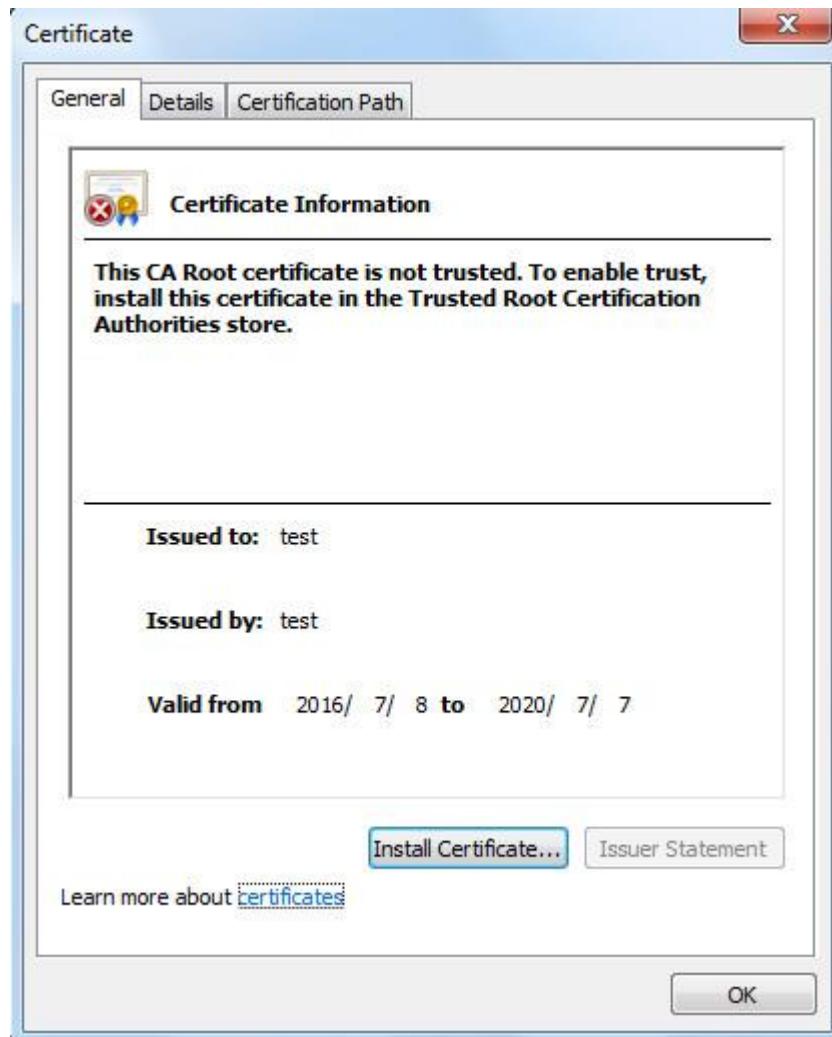 Certificate
General Details Certification Path
Certificate Information
This CA Root certificate is not trusted. To enable trust,
install this certificate in the Trusted Root Certification
Authorities store.
Issued to: test
Issued by: test
Valid from 2016/ 7/ 8 to 2020/ 7/ 7
Install Certificate... Issuer Statement
Learn more about certificates
OK